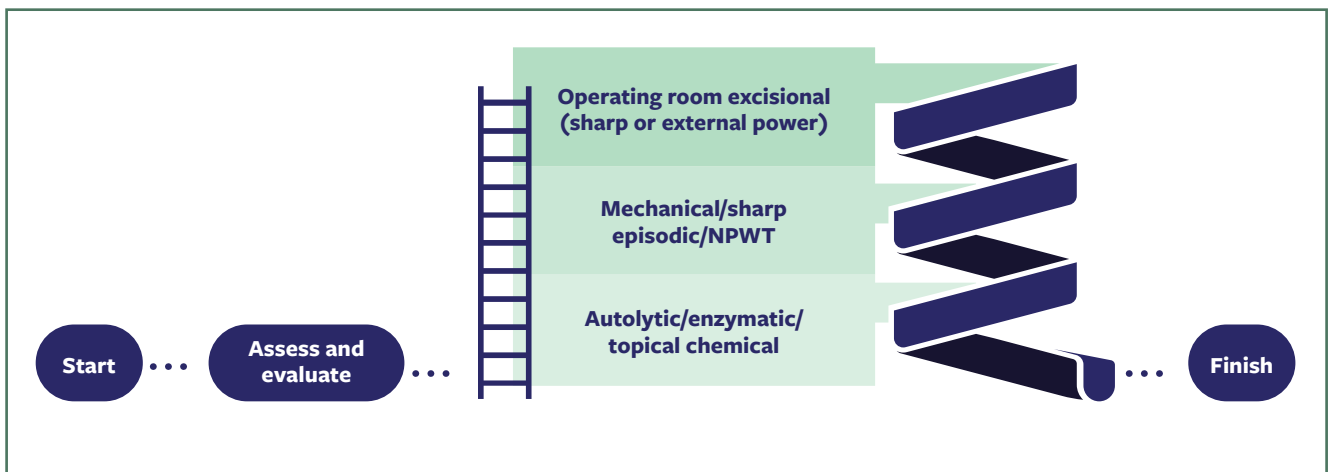 Operating room excisional
(sharp or external power)
Mechanical/sharp
episodic/NPWT
Autolytic/enzymatic/
topical chemical
Start
Assess and
evaluate
Finish